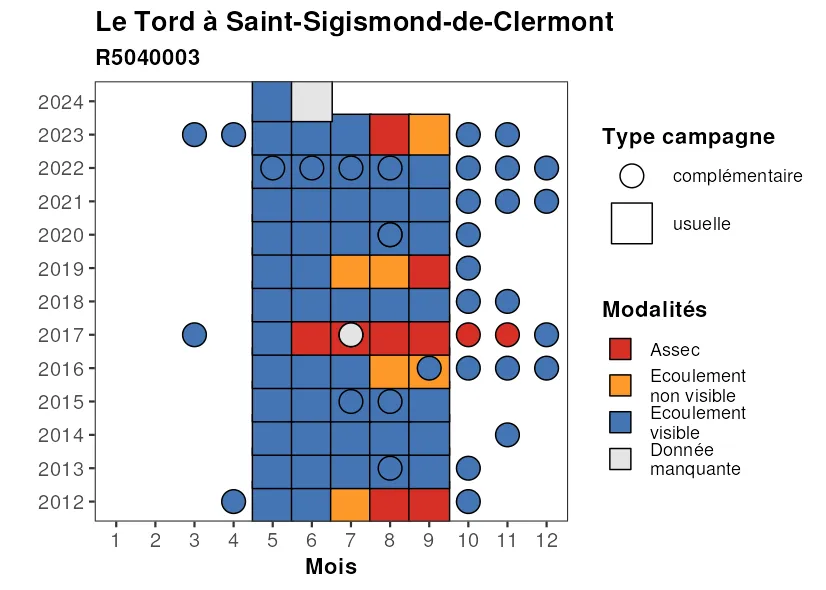 Le Tord à Saint-Sigismond-de-Clermont
R5040003
2024
2023
2022
2021
2020
2019
2018
2017
2016
2015
2014
2013
2012
1 2 3 4 5 6 7 8 9 10 11 12
Mois
Type campagne
complémentaire
usuelle
Modalités
Assec
Ecoulement
non visible
Ecoulement
visible
Donnée
manquante